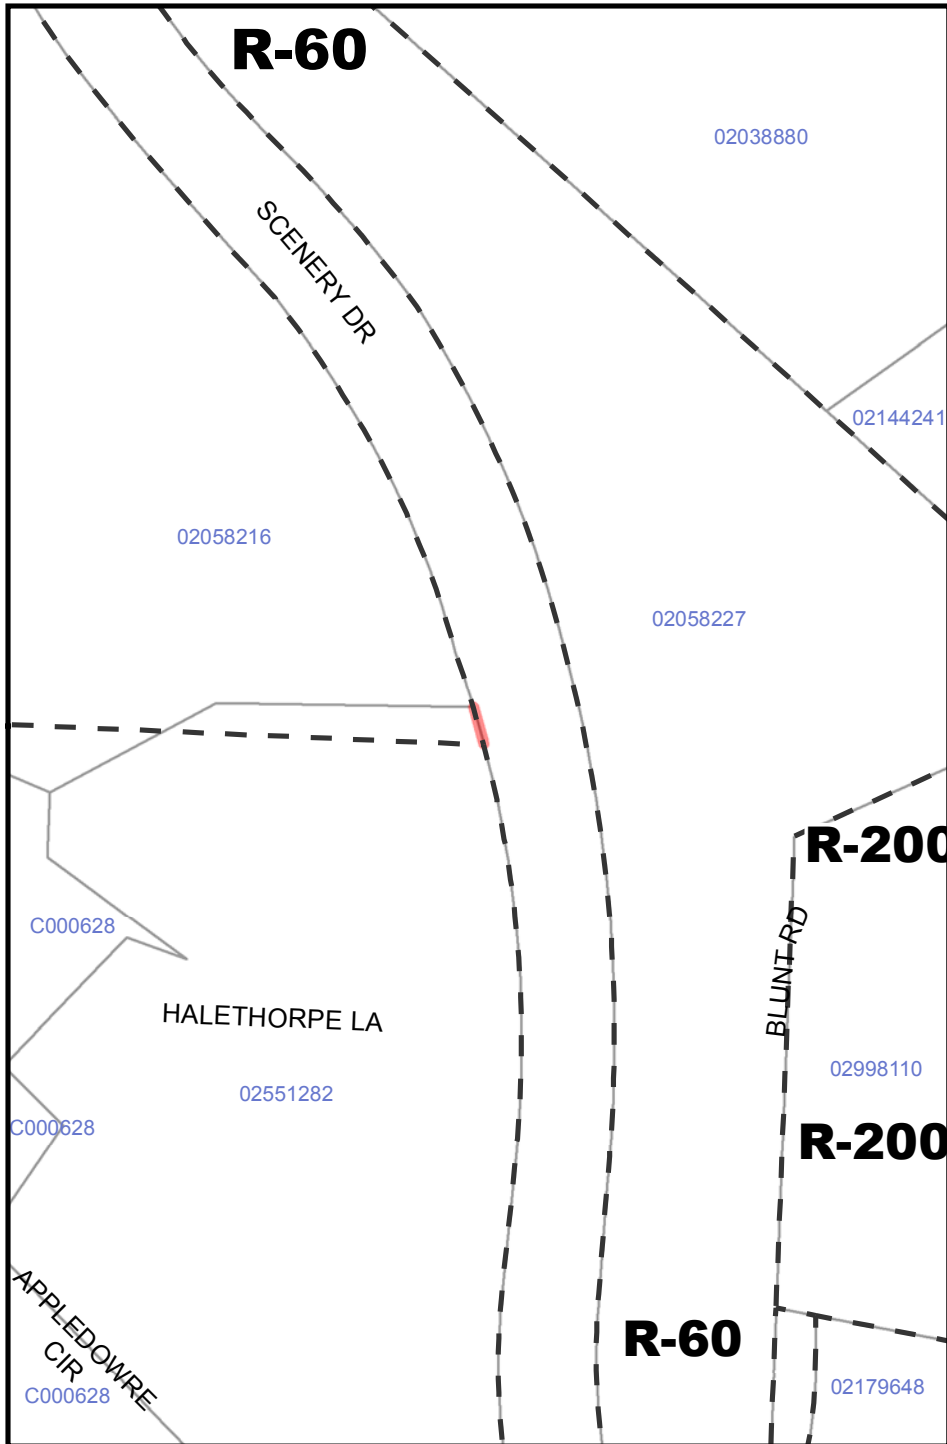 R-60
02038880
SCENERY DR
02144241
02058216
02058227
R-200
C000628
BLUNT RD
HALETHORPE LA
02998110
02551282
C000628
R-200
APPLEDOWRE
CIR
R-60
02179648
C000628